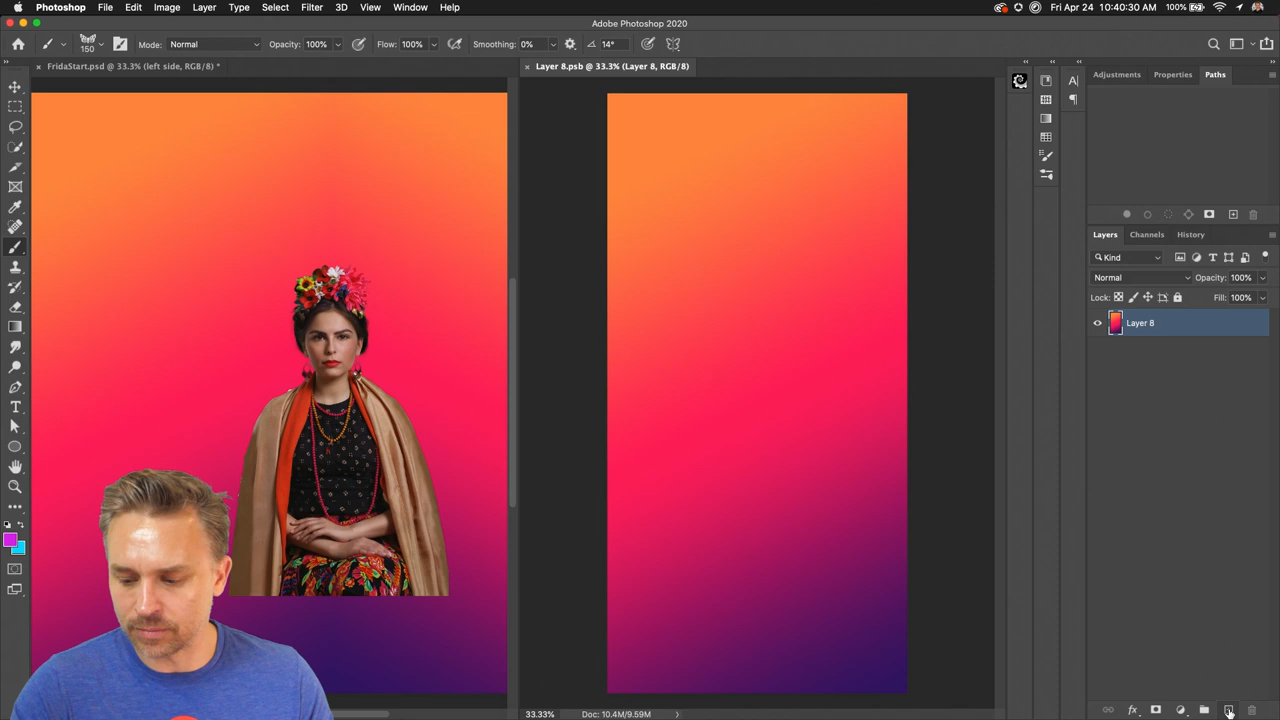 Photoshop File Edit Image Layer Type Select Filter 3D View Window Help 100% Fri Apr 24 10:40:30 AM
Adobe Photoshop 2020
150 Mode: Normal Opacity: 100% Flow: 100% Smoothing: 0% 14°
FridaStart.psd @ 33.3% (left side, RGB/8) * Layer 8.psb @ 33.3% (Layer 8, RGB/8)
Adjustments Properties Paths
Layers Channels History
Kind
Normal Opacity: 100%
Lock: Fill: 100%
Layer 8
33.33% Doc: 10.4M/9.59M